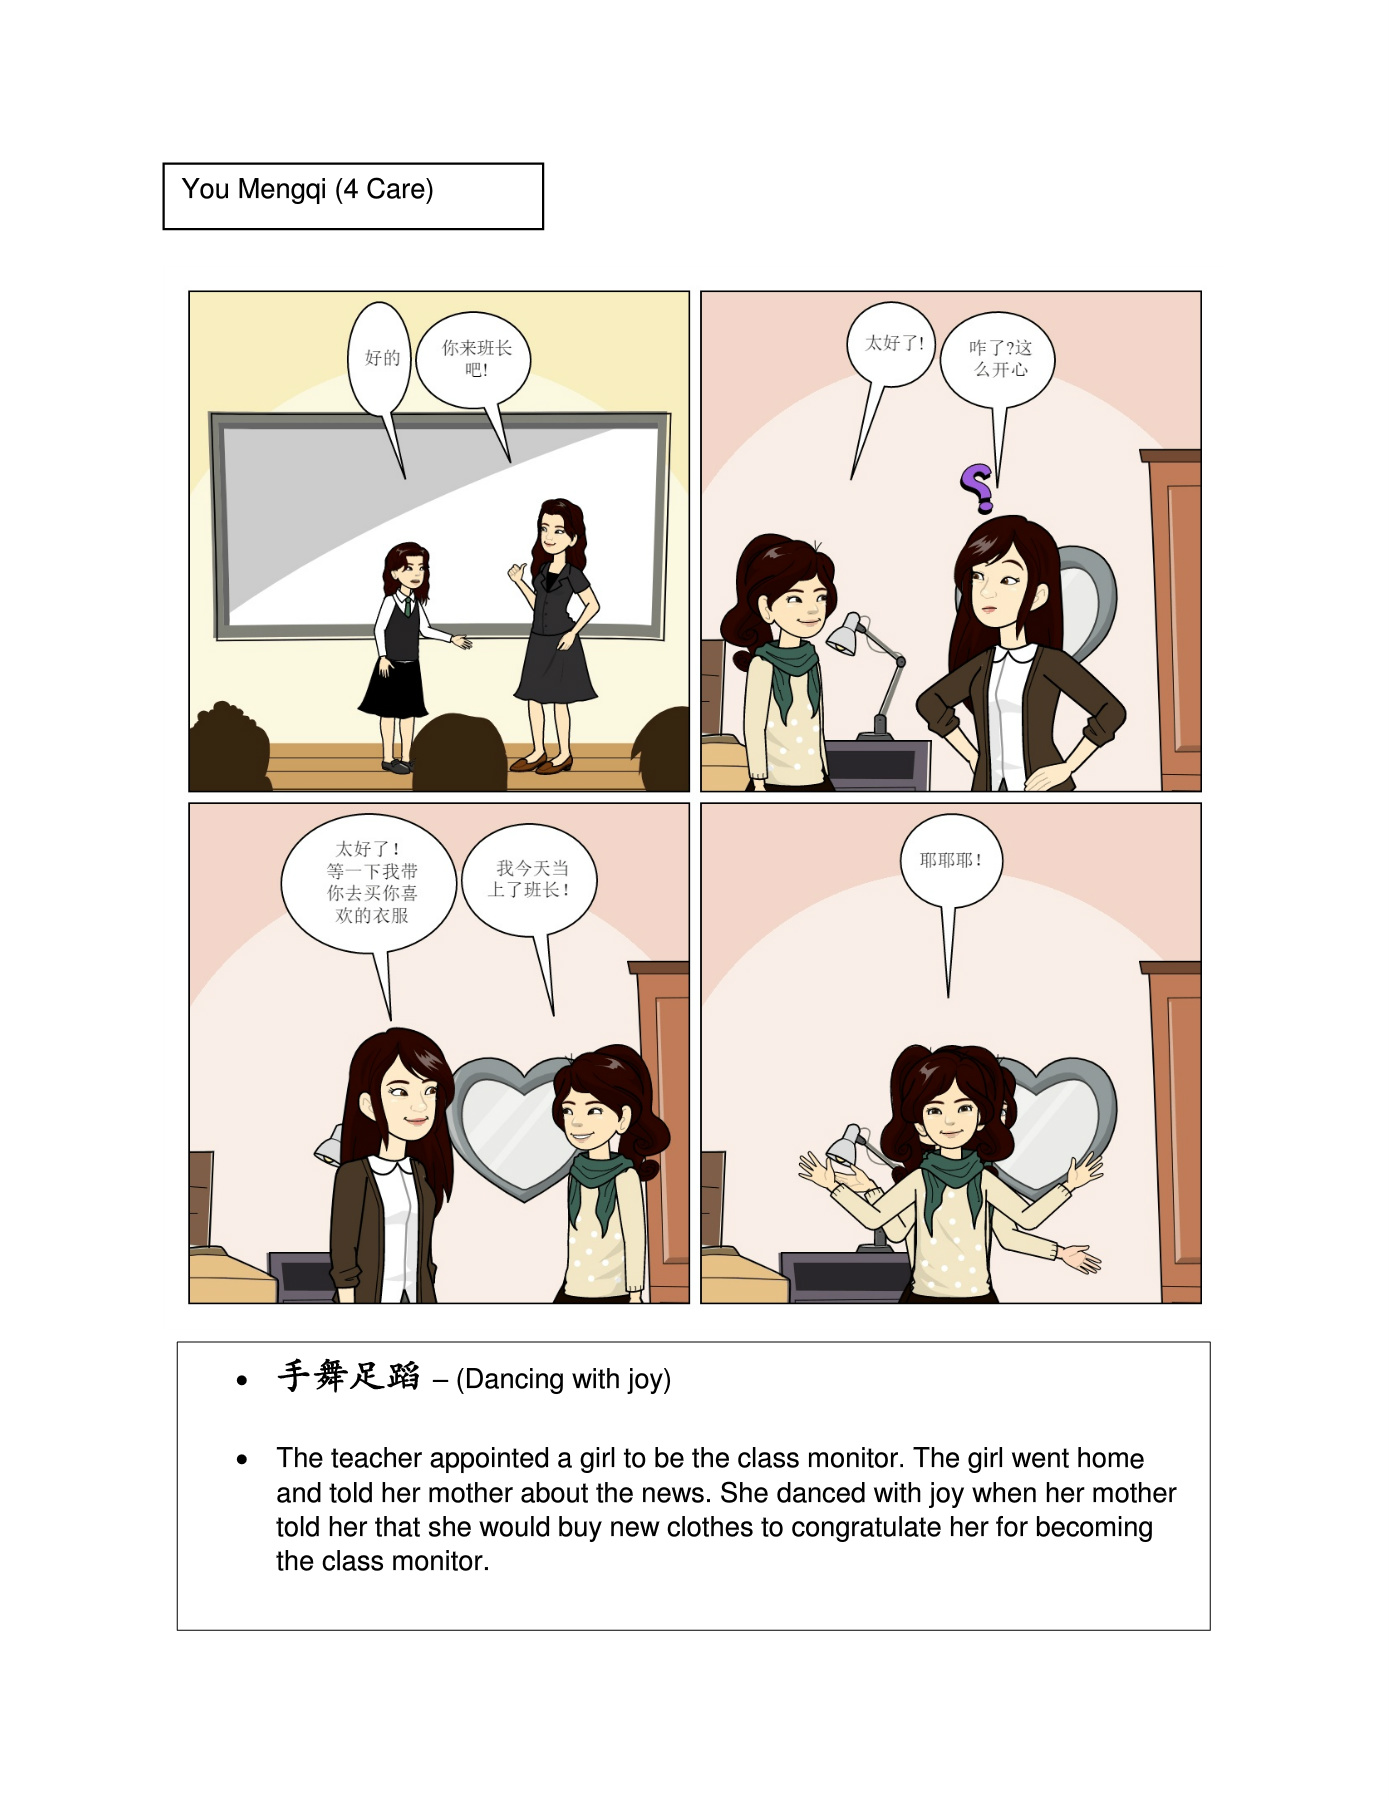 You Mengqi (4 Care)
好的
你来班长
吧!
太好了!
咋了?这
么开心
太好了!
等一下我带
你去买你喜
欢的衣服
我今天当
上了班长!
耶耶耶!
• 手舞足蹈 – (Dancing with joy)
• The teacher appointed a girl to be the class monitor. The girl went home
and told her mother about the news. She danced with joy when her mother
told her that she would buy new clothes to congratulate her for becoming
the class monitor.